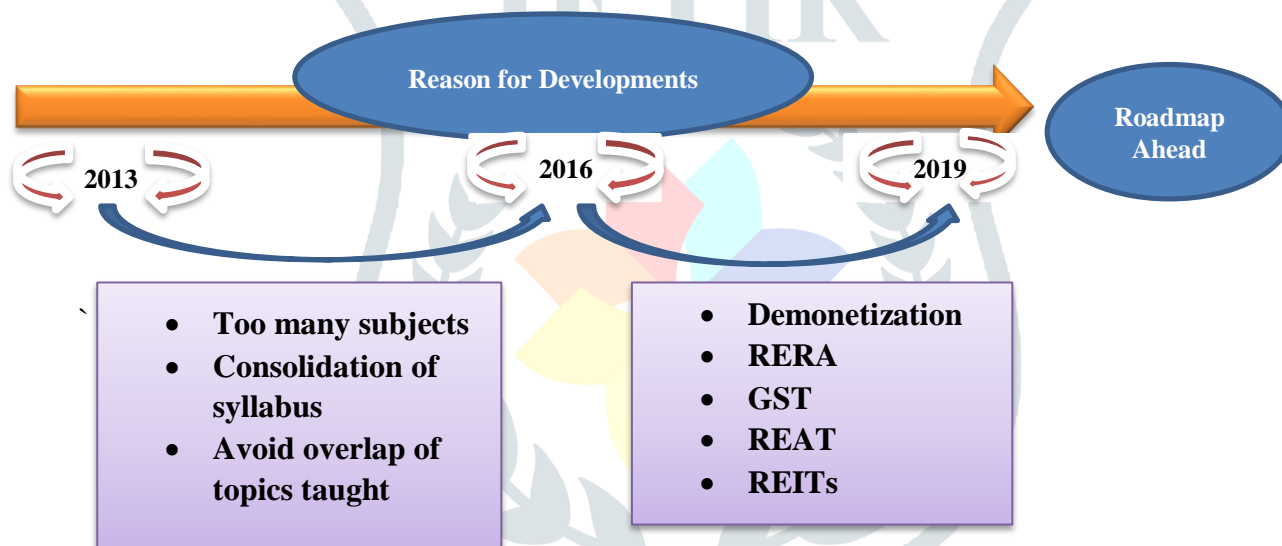 Reason for Developments
Roadmap
Ahead
2013
2016
2019
`
• Too many subjects
• Consolidation of
syllabus
• Avoid overlap of
topics taught
• Demonetization
• RERA
• GST
• REAT
• REITs